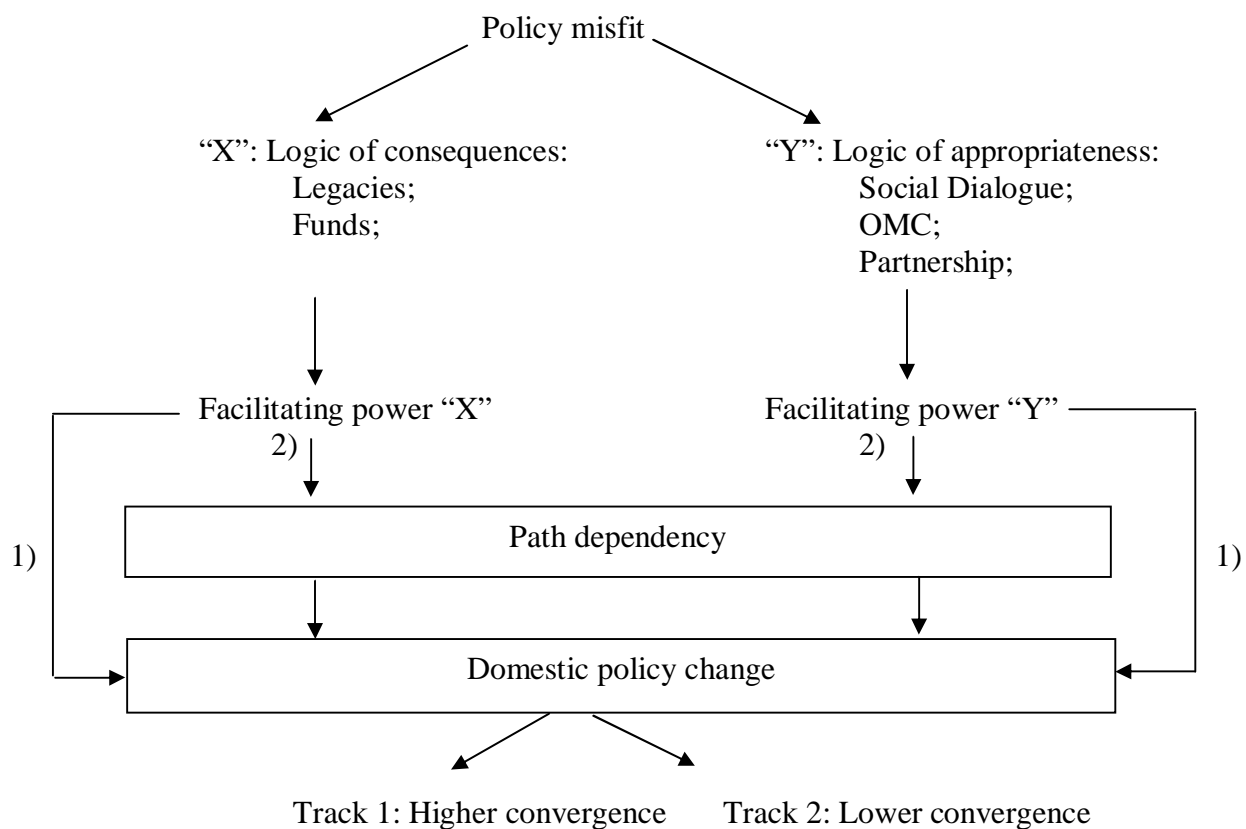 Policy misfit
“X”: Logic of consequences:
Legacies;
Funds;
“Y”: Logic of appropriateness:
Social Dialogue;
OMC;
Partnership;
Facilitating power “X”
2)
Facilitating power “Y”
2)
1)
Path dependency
1)
Domestic policy change
Track 1: Higher convergence
Track 2: Lower convergence